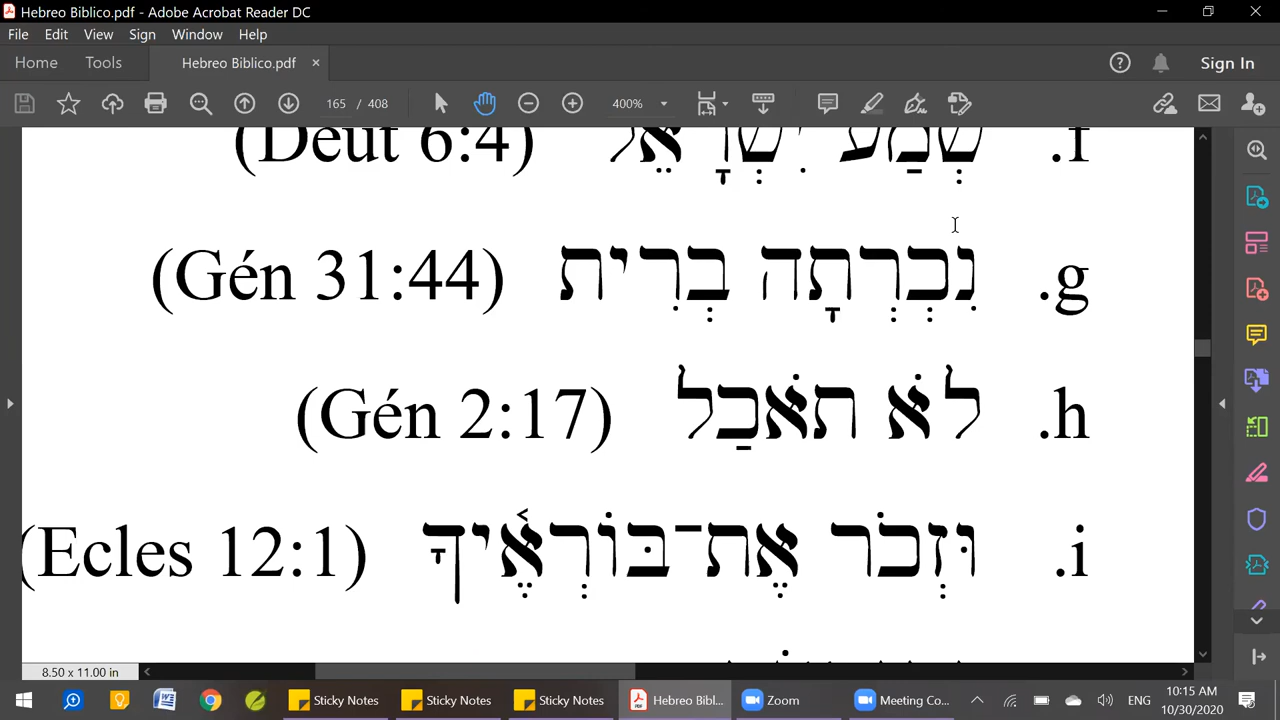 Hebreo Biblico.pdf - Adobe Acrobat Reader DC
File Edit View Sign Window Help
Home Tools Hebreo Biblico.pdf × Sign In
165 / 408 400%
f. שְׁמַע יִשְׂרָאֵל (Deut 6:4)
g. נִכְרְתָה בְרִית (Gén 31:44)
h. לֹא תֹאכַל (Gén 2:17)
i. וּזְכֹר אֶת־בּוֹרְאֶ֫יךָ (Ecles 12:1)
8.50 x 11.00 in
Sticky Notes Sticky Notes Sticky Notes Hebreo Bibl... Zoom Meeting Co... ENG 10:15 AM
10/30/2020